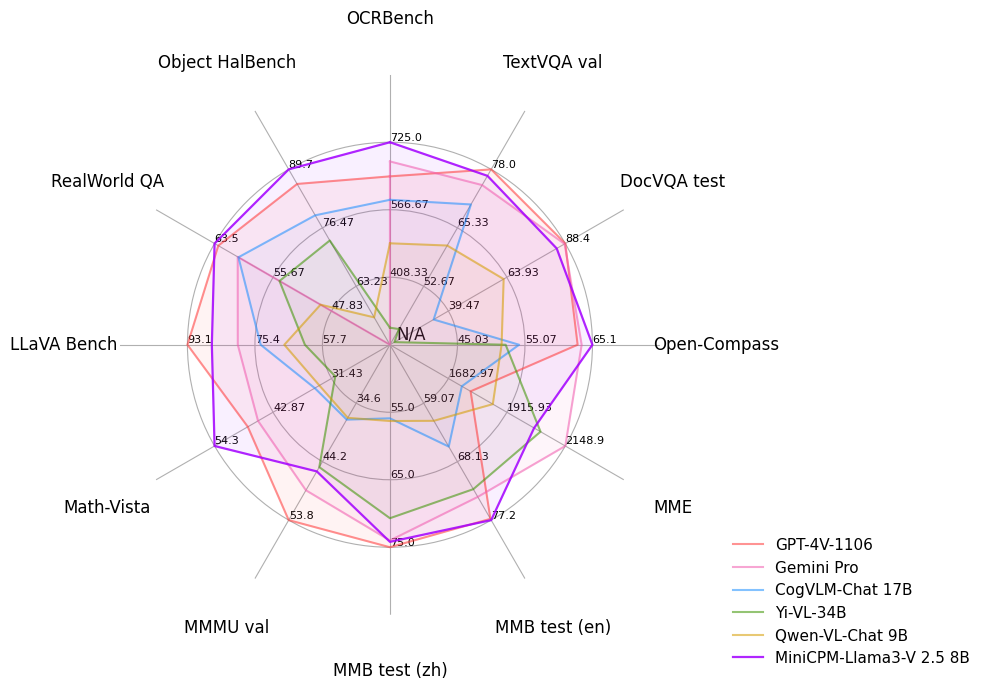 OCRBench
Object HalBench
TextVQA val
RealWorld QA
DocVQA test
725.0
89.7
78.0
566.67
76.47
65.33
63.5
88.4
55.67
408.33
63.93
63.23
52.67
47.83
39.47
N/A
LLaVA Bench
93.1
75.4
57.7
45.03
55.07
65.1
Open-Compass
31.43
1682.97
34.6
55.0
59.07
42.87
1915.93
54.3
44.2
65.0
68.13
2148.9
Math-Vista
53.8
75.0
77.2
MME
MMMU val
MMB test (en)
MMB test (zh)
GPT-4V-1106
Gemini Pro
CogVLM-Chat 17B
Yi-VL-34B
Qwen-VL-Chat 9B
MiniCPM-Llama3-V 2.5 8B